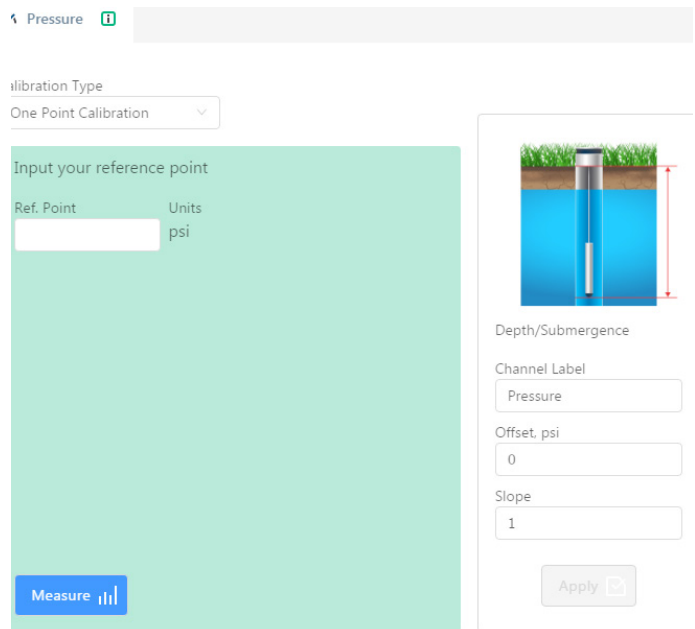 Pressure
alibration Type
One Point Calibration
Input your reference point
Ref. Point
Units
psi
Measure
Depth/Submergence
Channel Label
Pressure
Offset, psi
0
Slope
1
Apply